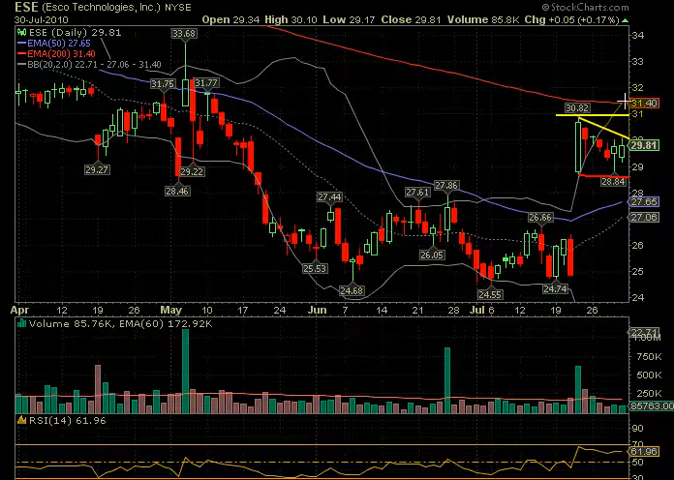 ESE (Esco Technologies, Inc.) NYSE
© StockCharts.com
30-Jul-2010
Open 29.34 High 30.10 Low 29.17 Close 29.81 Volume 85.8K Chg +0.05 (+0.17%)
ESE (Daily) 29.81
EMA(50) 27.65
EMA(200) 31.40
BB(20,2.0) 22.71 - 27.06 - 31.40
33.68
34
33
32
31.75
31.77
31.40
30.82
31
30
29.81
29.27
29.22
28.84
28.46
27.44
27.61
27.86
27.65
26.66
27.06
26.05
26
25.53
25
24.68
24.55
24.74
24
Apr 12 19 26 May 10 17 24 Jun 7 14 21 28 Jul 6 12 19 26
Volume 85.76K, EMA(60) 172.92K
22.71
1.00M
750K
500K
250K
85763.00
RSI(14) 61.96
90
70
61.96
50
30